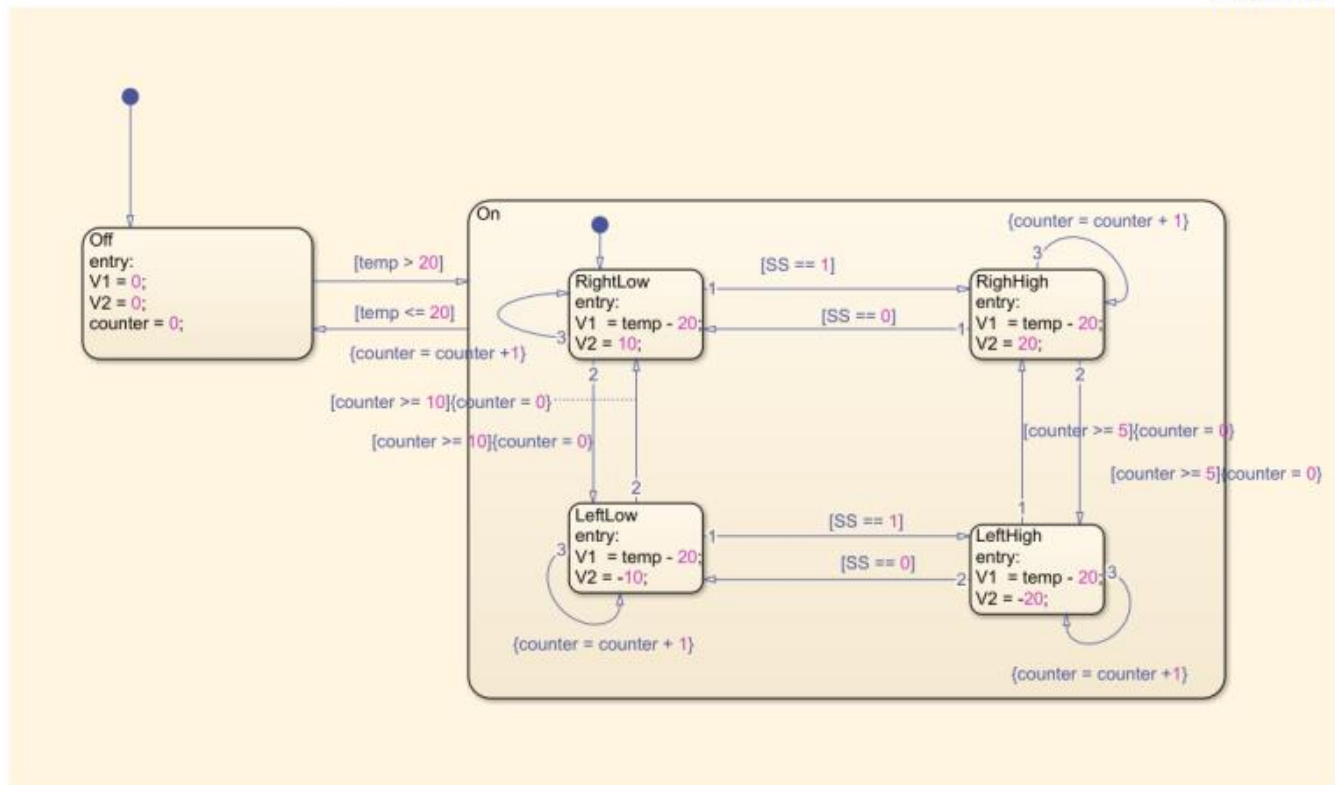 Off
entry:
V1 = 0;
V2 = 0;
counter = 0;
[temp > 20]
[temp <= 20]
{counter = counter +1}
On
RightLow
entry:
V1 = temp - 20;
V2 = 10;
3
1
2
[SS == 1]
[SS == 0]
{counter = counter + 1}
RighHigh
entry:
V1 = temp - 20;
V2 = 20;
3
1
2
[counter >= 10]{counter = 0}
[counter >= 10]{counter = 0}
[counter >= 5]{counter = 0}
[counter >= 5]{counter = 0}
LeftLow
entry:
V1 = temp - 20;
V2 = -10;
2
3
1
{counter = counter + 1}
[SS == 1]
[SS == 0]
LeftHigh
entry:
V1 = temp - 20;
V2 = -20;
1
2
3
{counter = counter +1}